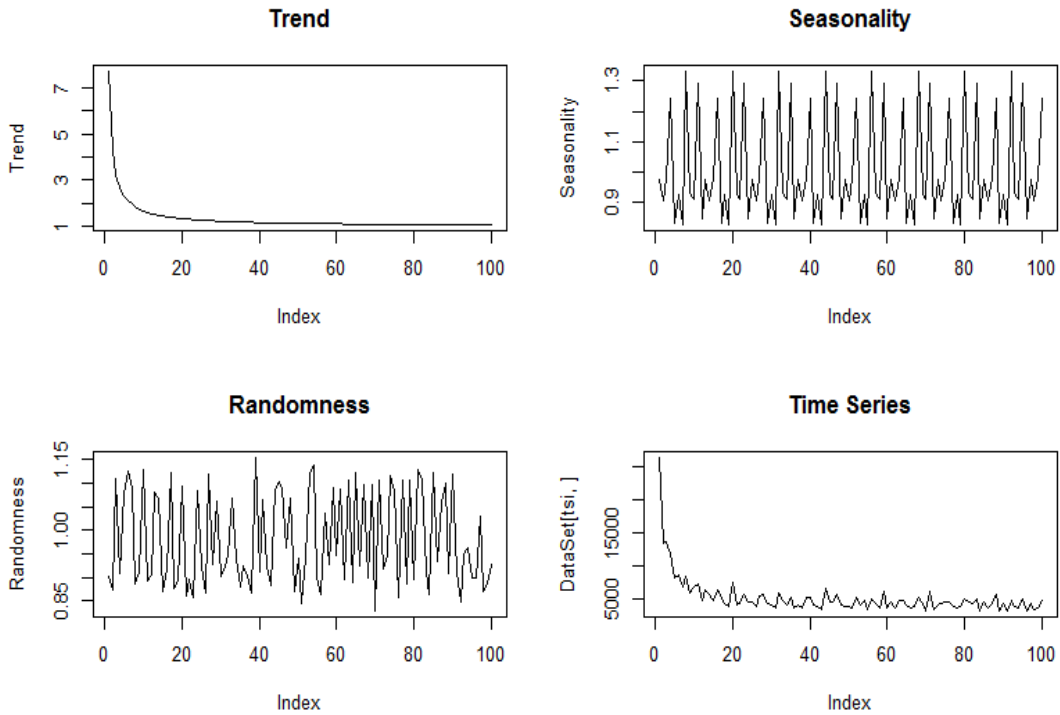 Trend
Trend
7
5
3
1
0 20 40 60 80 100
Index
Seasonality
Seasonality
1.3
1.1
0.9
0 20 40 60 80 100
Index
Randomness
Randomness
1.15
1.00
0.85
0 20 40 60 80 100
Index
Time Series
DataSet[tsi, ]
15000
5000
0 20 40 60 80 100
Index